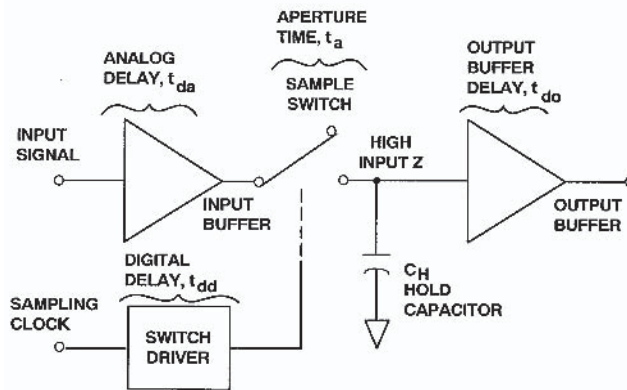 APERTURE
TIME, ta
ANALOG
DELAY, tda
SAMPLE
SWITCH
OUTPUT
BUFFER
DELAY, tdo
INPUT
SIGNAL
HIGH
INPUT Z
INPUT
BUFFER
OUTPUT
BUFFER
DIGITAL
DELAY, tdd
CH
HOLD
CAPACITOR
SAMPLING
CLOCK
SWITCH
DRIVER